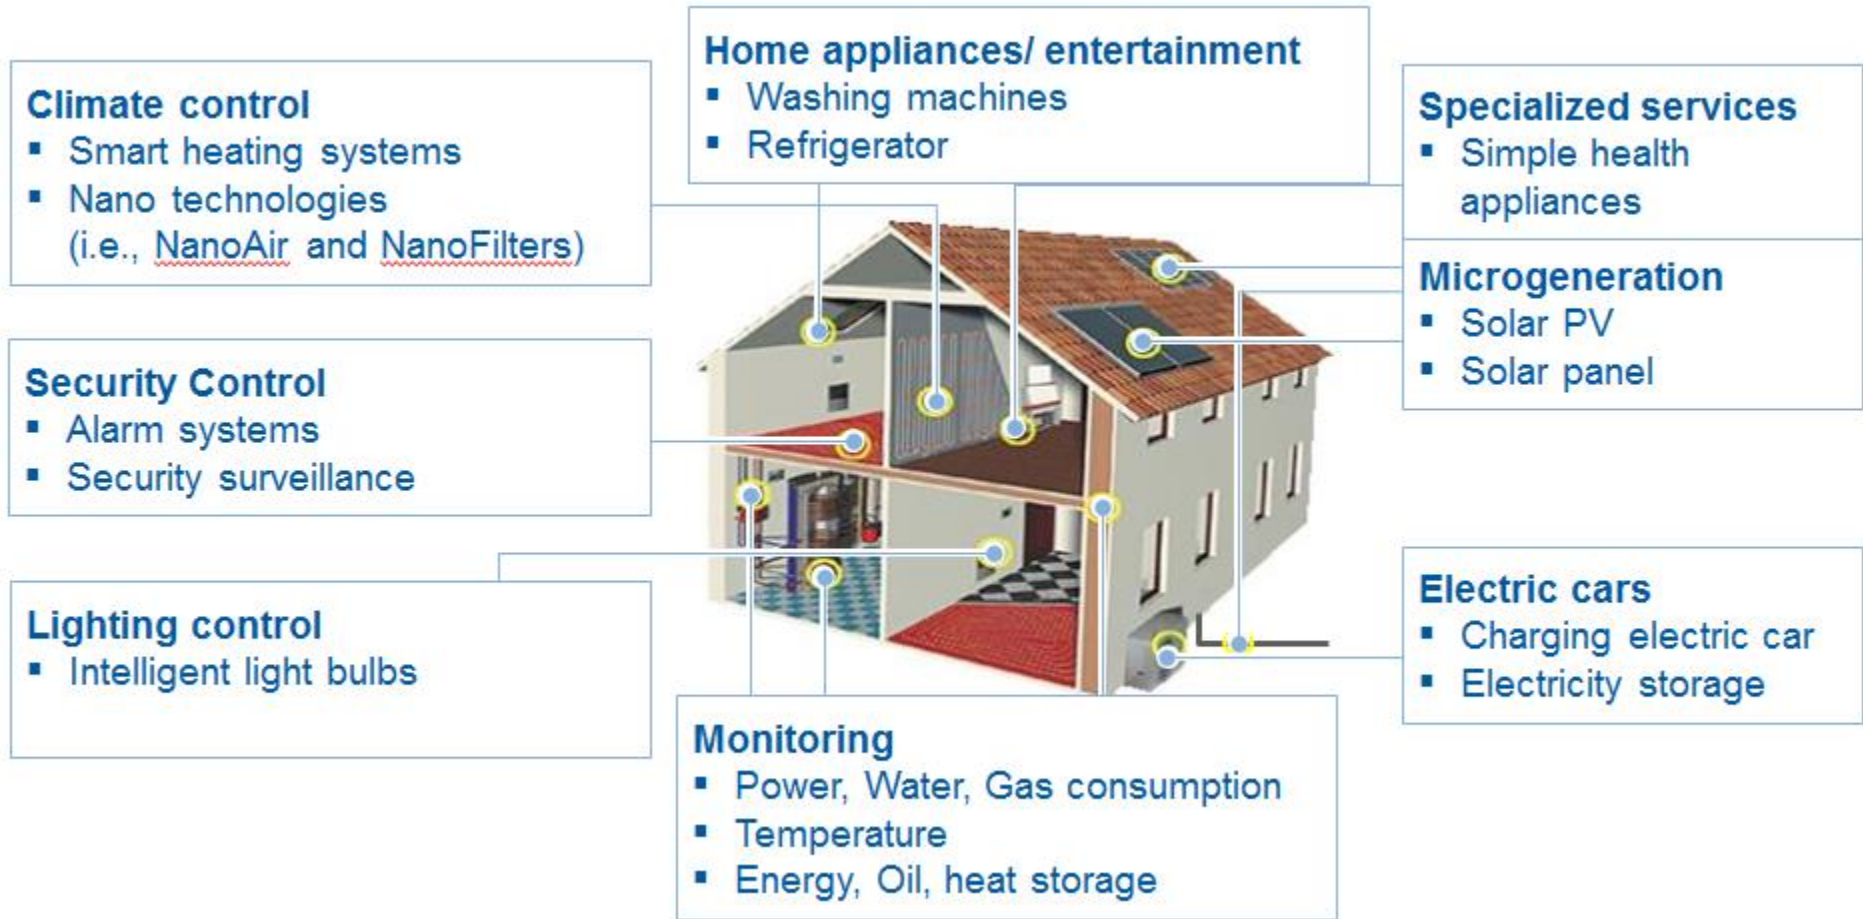 Home appliances/ entertainment
▪ Washing machines
▪ Refrigerator
Climate control
▪ Smart heating systems
▪ Nano technologies
(i.e., NanoAir and NanoFilters)
Specialized services
▪ Simple health
appliances
Microgeneration
▪ Solar PV
▪ Solar panel
Security Control
▪ Alarm systems
▪ Security surveillance
Lighting control
▪ Intelligent light bulbs
Electric cars
▪ Charging electric car
▪ Electricity storage
Monitoring
▪ Power, Water, Gas consumption
▪ Temperature
▪ Energy, Oil, heat storage